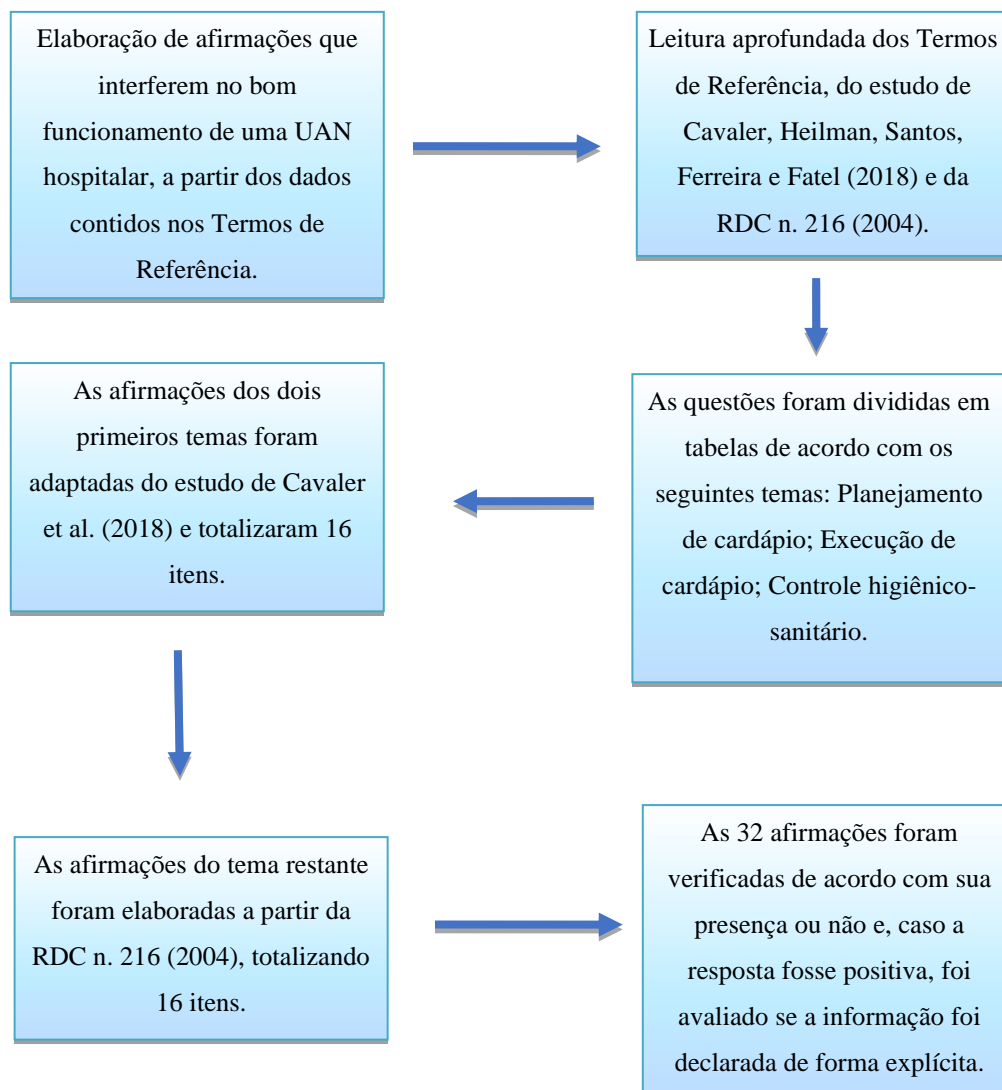 Elaboração de afirmações que
interferem no bom
funcionamento de uma UAN
hospitalar, a partir dos dados
contidos nos Termos de
Referência.
Leitura aprofundada dos Termos
de Referência, do estudo de
Cavaler, Heilman, Santos,
Ferreira e Fatel (2018) e da
RDC n. 216 (2004).
As questões foram divididas em
tabelas de acordo com os
seguintes temas: Planejamento
de cardápio; Execução de
cardápio; Controle higiênico-
sanitário.
As afirmações dos dois
primeiros temas foram
adaptadas do estudo de Cavaler
et al. (2018) e totalizaram 16
itens.
As afirmações do tema restante
foram elaboradas a partir da
RDC n. 216 (2004), totalizando
16 itens.
As 32 afirmações foram
verificadas de acordo com sua
presença ou não e, caso a
resposta fosse positiva, foi
avaliado se a informação foi
declarada de forma explícita.